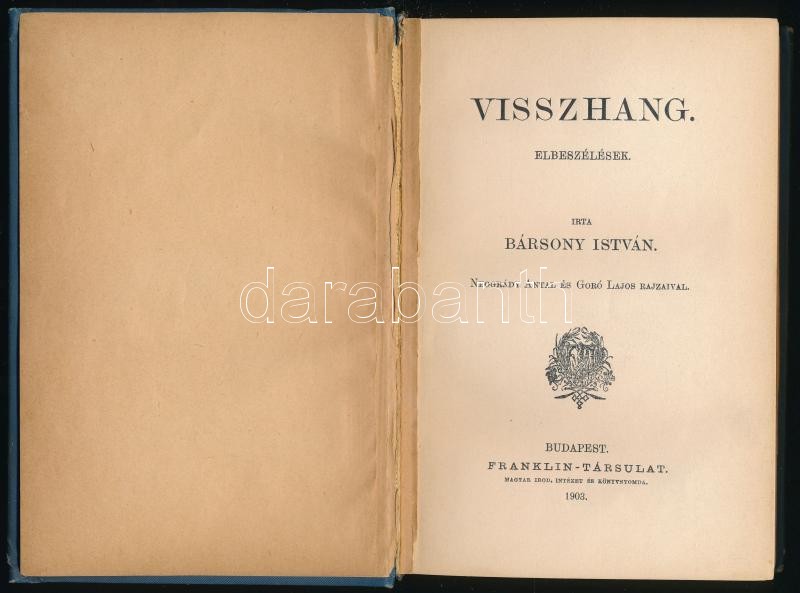 VISSZHANG.
ELBESZÉLÉSEK.
IRTA
BÁRSONY ISTVÁN.
NEOGRÁDY ANTAL ÉS GORÓ LAJOS RAJZAIVAL.
darabanth
BUDAPEST.
FRANKLIN-TÁRSULAT.
MAGYAR IROD. INTÉZET ÉS KÖNYVNYOMDA.
1903.